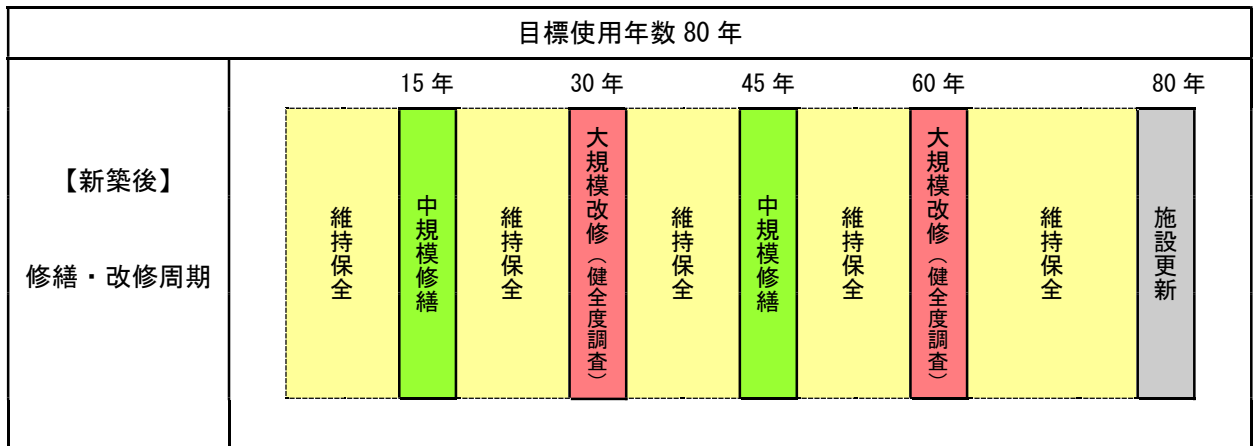 目標使用年数 80 年
15 年
30 年
45 年
60 年
80 年
【新築後】
修繕・改修周期
維持保全
中規模修繕
維持保全
大規模改修（健全度調査）
維持保全
中規模修繕
維持保全
大規模改修（健全度調査）
維持保全
施設更新